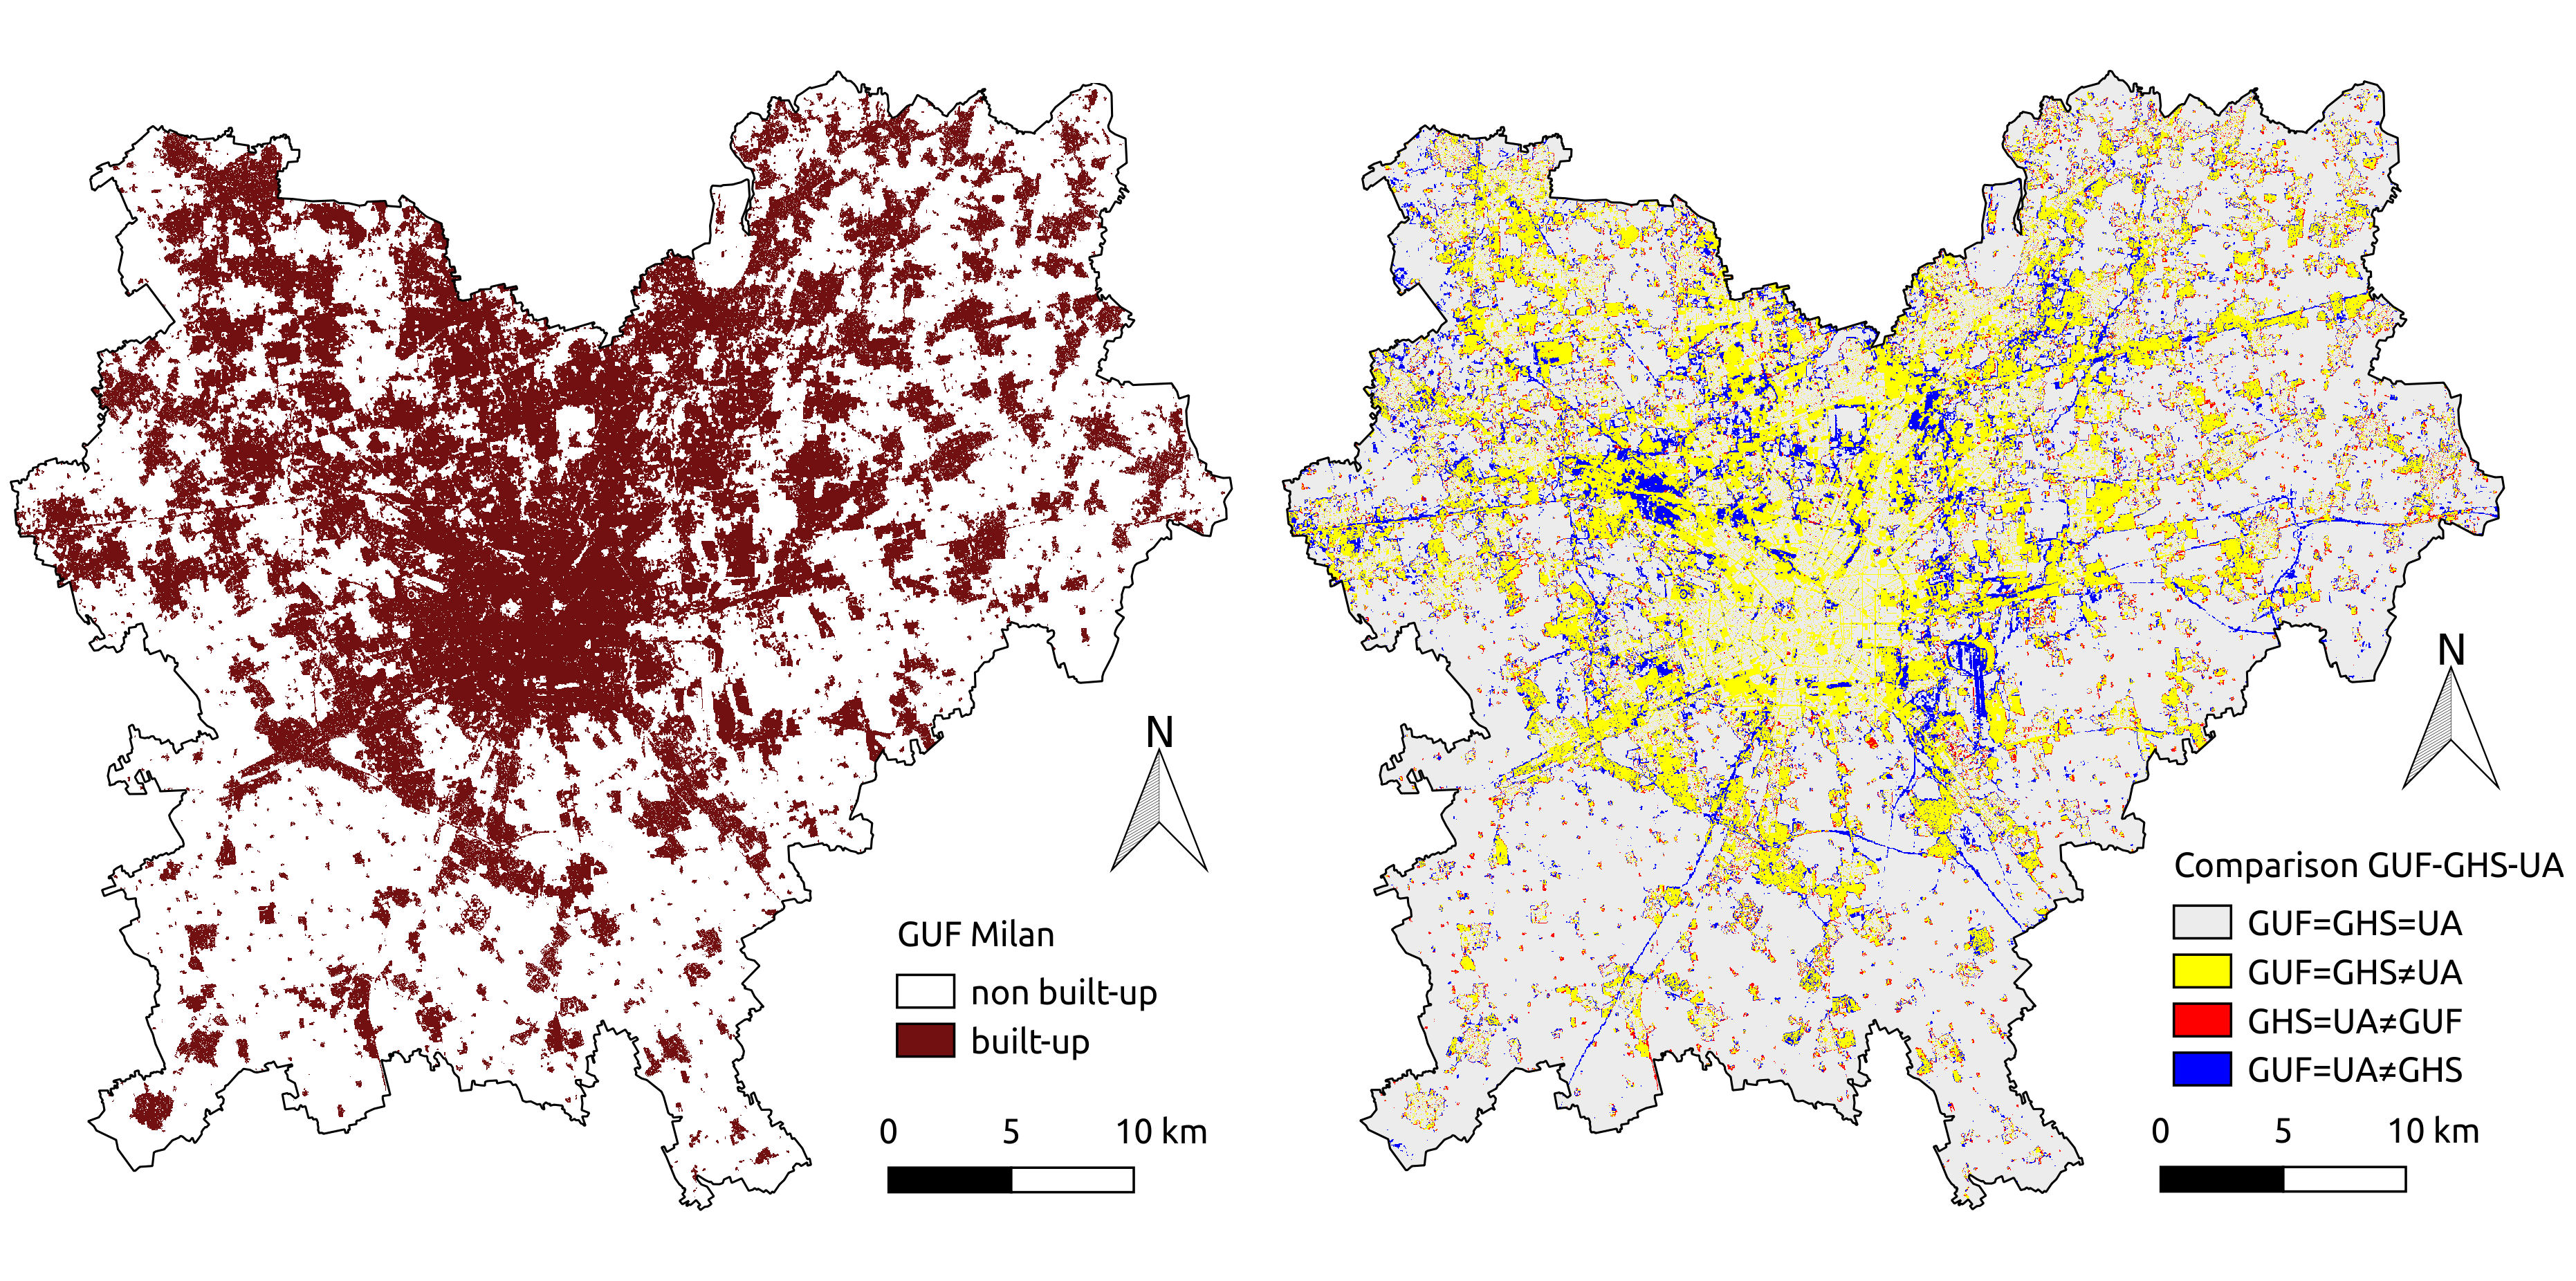 N
GUF Milan
non built-up
built-up
0 5 10 km
N
Comparison GUF-GHS-UA
GUF=GHS=UA
GUF=GHS≠UA
GHS=UA≠GUF
GUF=UA≠GHS
0 5 10 km